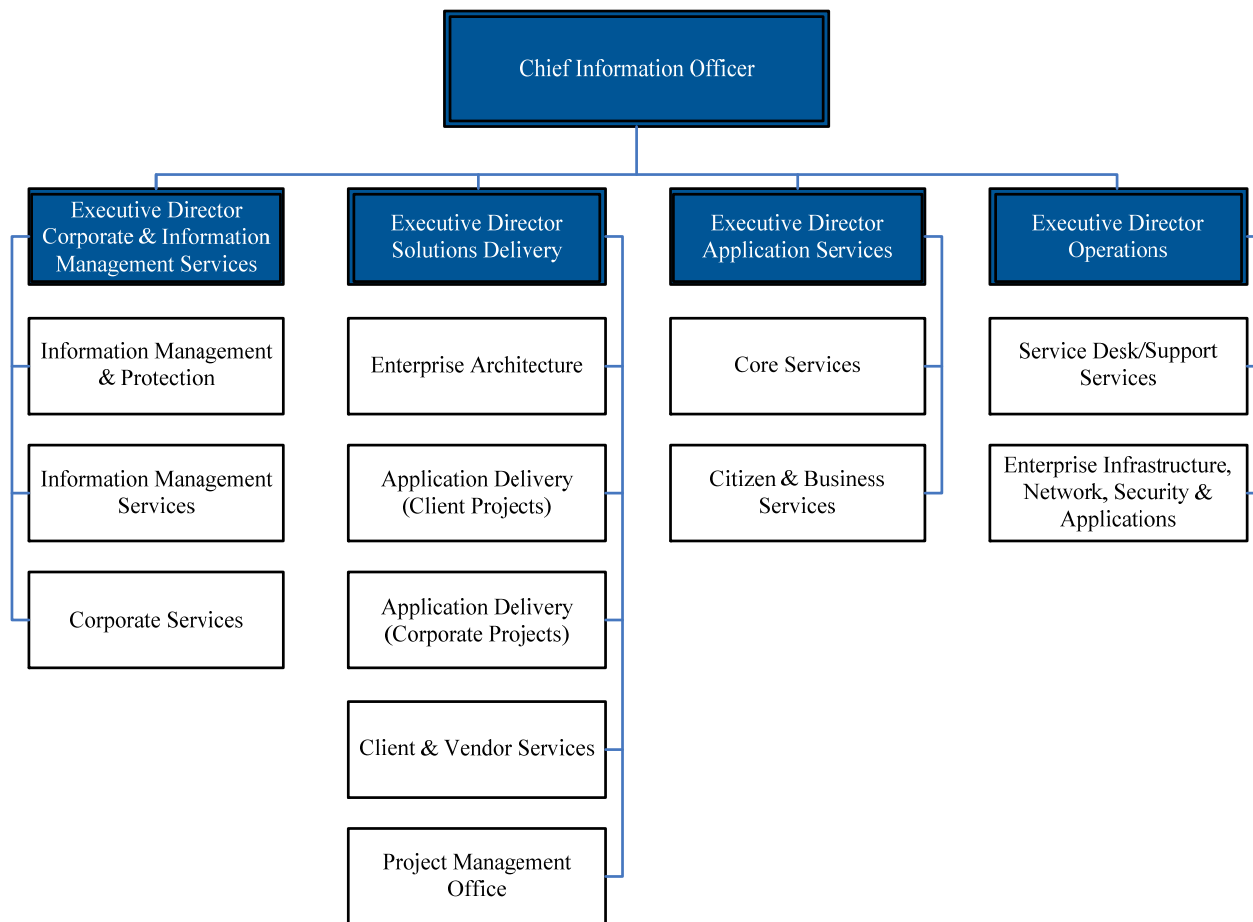 Chief Information Officer
Executive Director
Corporate & Information
Management Services
Information Management
& Protection
Information Management
Services
Corporate Services
Executive Director
Solutions Delivery
Enterprise Architecture
Application Delivery
(Client Projects)
Application Delivery
(Corporate Projects)
Client & Vendor Services
Project Management
Office
Executive Director
Application Services
Core Services
Citizen & Business
Services
Executive Director
Operations
Service Desk/Support
Services
Enterprise Infrastructure,
Network, Security &
Applications